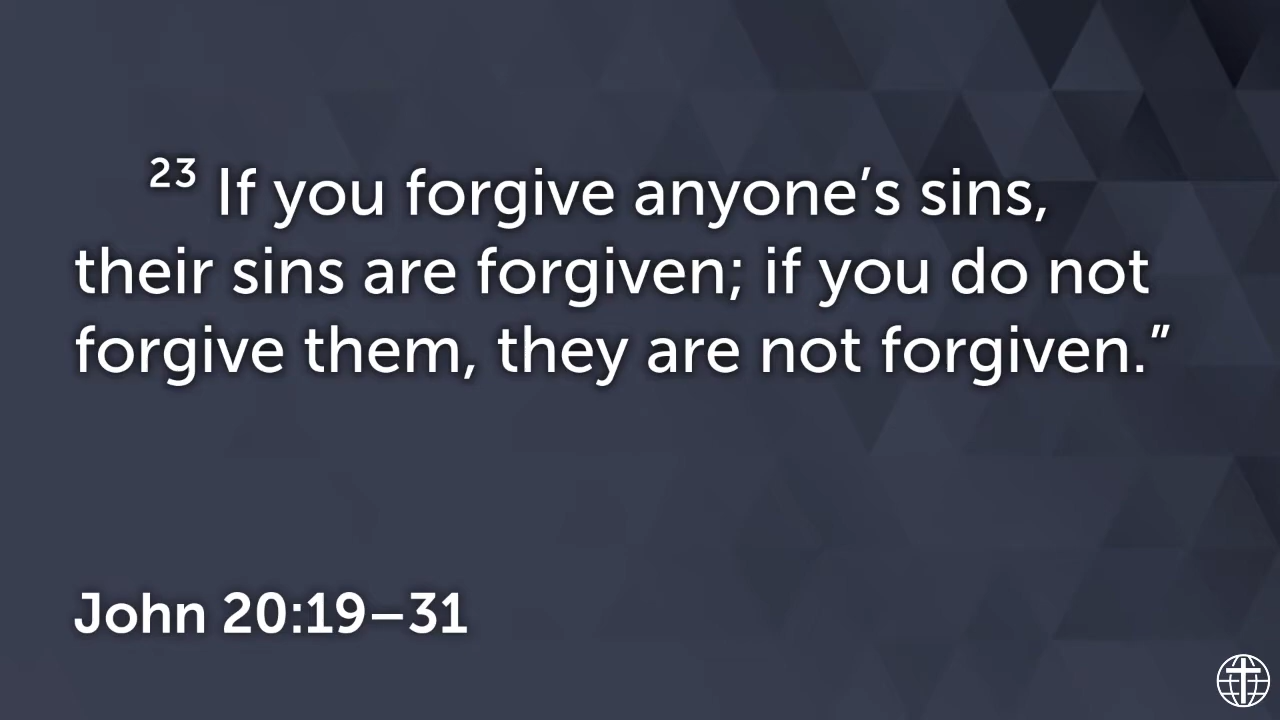 23 If you forgive anyone’s sins,
their sins are forgiven; if you do not
forgive them, they are not forgiven.”
John 20:19–31